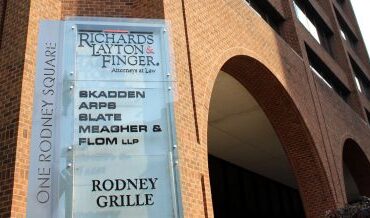 ONE RODNEY SQUARE
RICHARDS
LAYTON &
FINGER.
Attorneys at Law
SKADDEN
ARPS
SLATE
MEAGHER &
FLOM LLP
RODNEY
GRILLE